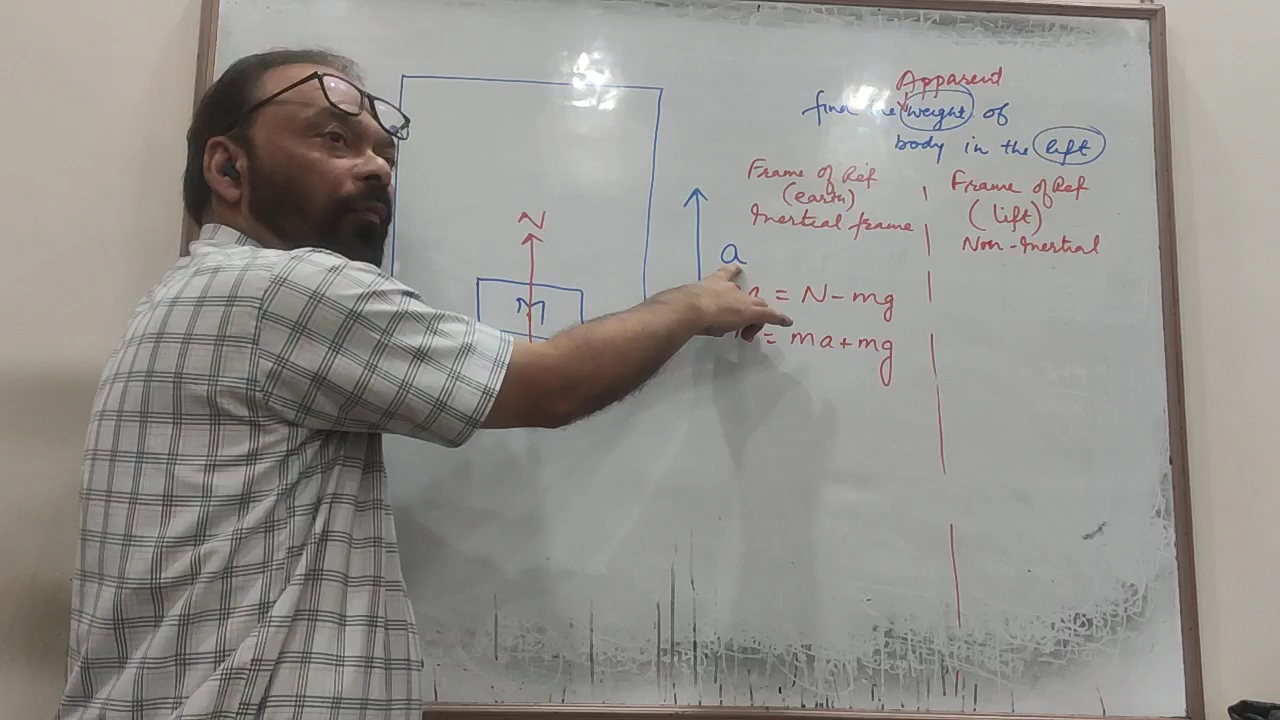 Apparent
find the weight of
body in the lift
Frame of Ref
(earth)
Inertial frame
Frame of Ref
(lift)
Non-Inertial
N
M
a
= N - mg
= ma + mg